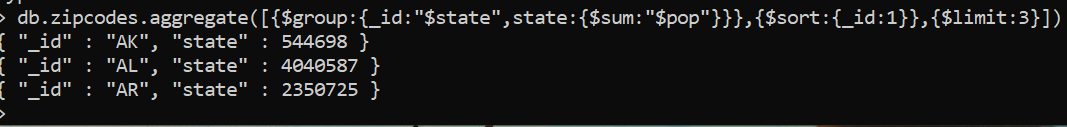 > db.zipcodes.aggregate([{$group:{_id:"$state",state:{$sum:"$pop"}}},{$sort:{_id:1}},{$limit:3}])
{ "_id" : "AK", "state" : 544698 }
{ "_id" : "AL", "state" : 4040587 }
{ "_id" : "AR", "state" : 2350725 }
>